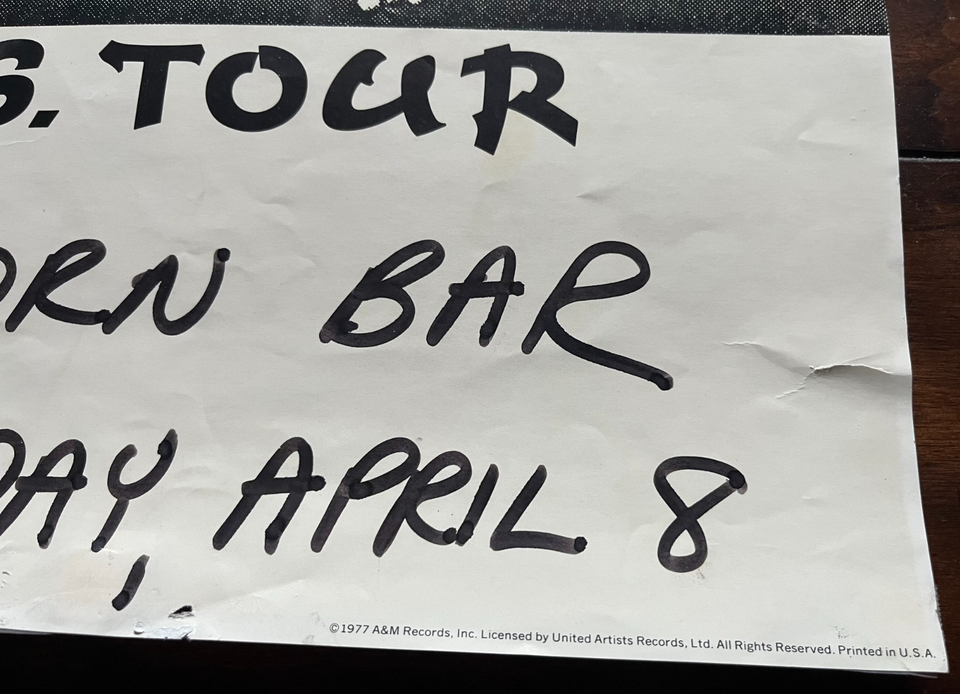 S. TOUR
ORN BAR
DAY, APRIL 8
©1977 A&M Records, Inc. Licensed by United Artists Records, Ltd. All Rights Reserved. Printed in U.S.A.